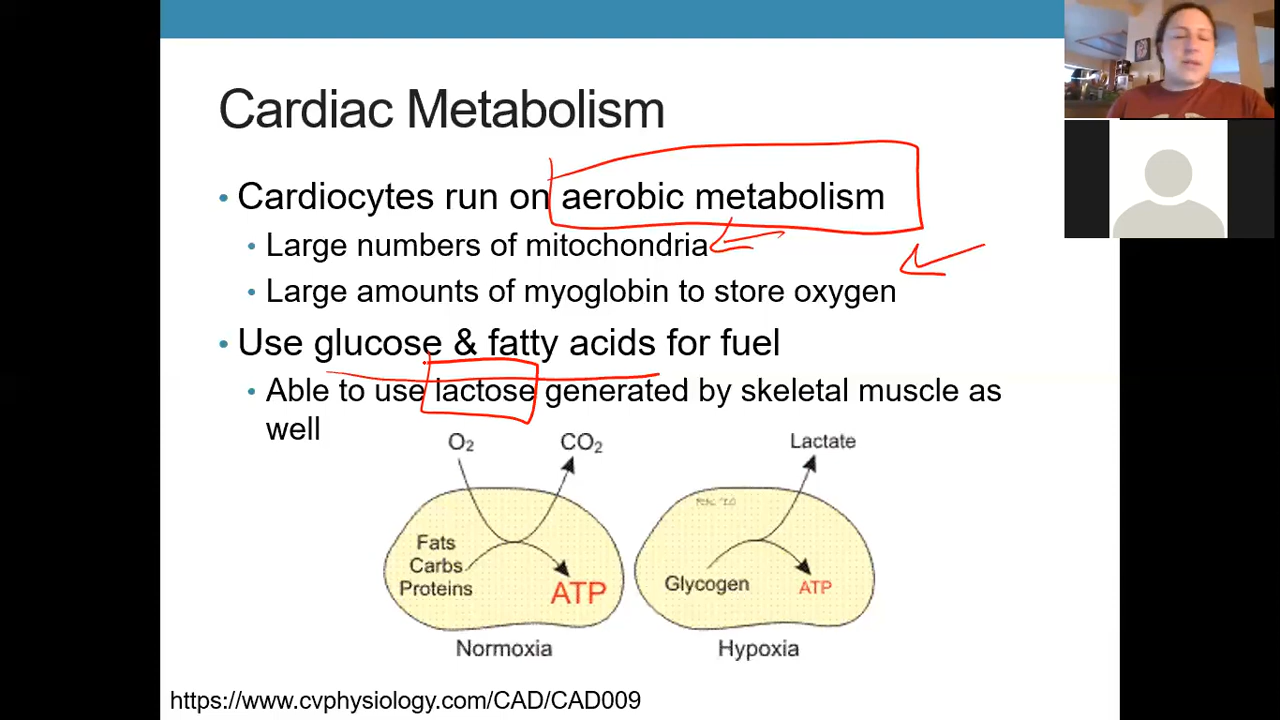 Cardiac Metabolism
• Cardiocytes run on aerobic metabolism
• Large numbers of mitochondria
• Large amounts of myoglobin to store oxygen
• Use glucose & fatty acids for fuel
• Able to use lactose generated by skeletal muscle as
well
O₂ CO₂ Lactate
Fats
Carbs
Proteins ATP Glycogen ATP
Normoxia Hypoxia
https://www.cvphysiology.com/CAD/CAD009